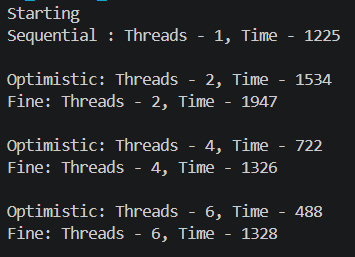 Starting
Sequential : Threads - 1, Time - 1225
Optimistic: Threads - 2, Time - 1534
Fine: Threads - 2, Time - 1947
Optimistic: Threads - 4, Time - 722
Fine: Threads - 4, Time - 1326
Optimistic: Threads - 6, Time - 488
Fine: Threads - 6, Time - 1328